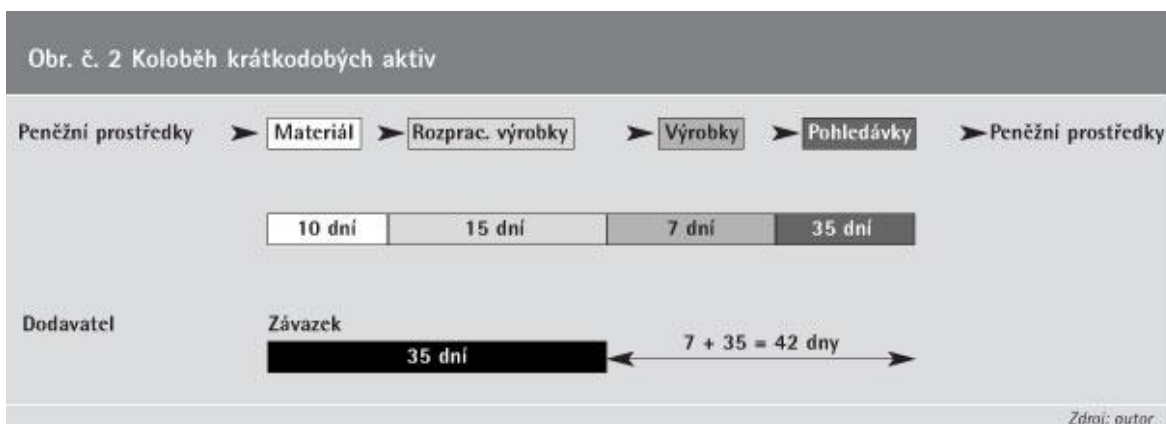 Obr. č. 2 Koloběh krátkodobých aktiv
Peněžní prostředky Materiál Rozprac. výrobky Výrobky Pohledávky Peněžní prostředky
10 dní 15 dní 7 dní 35 dní
Dodavatel Závazek
35 dní 7 + 35 = 42 dny
Zdroj: autor